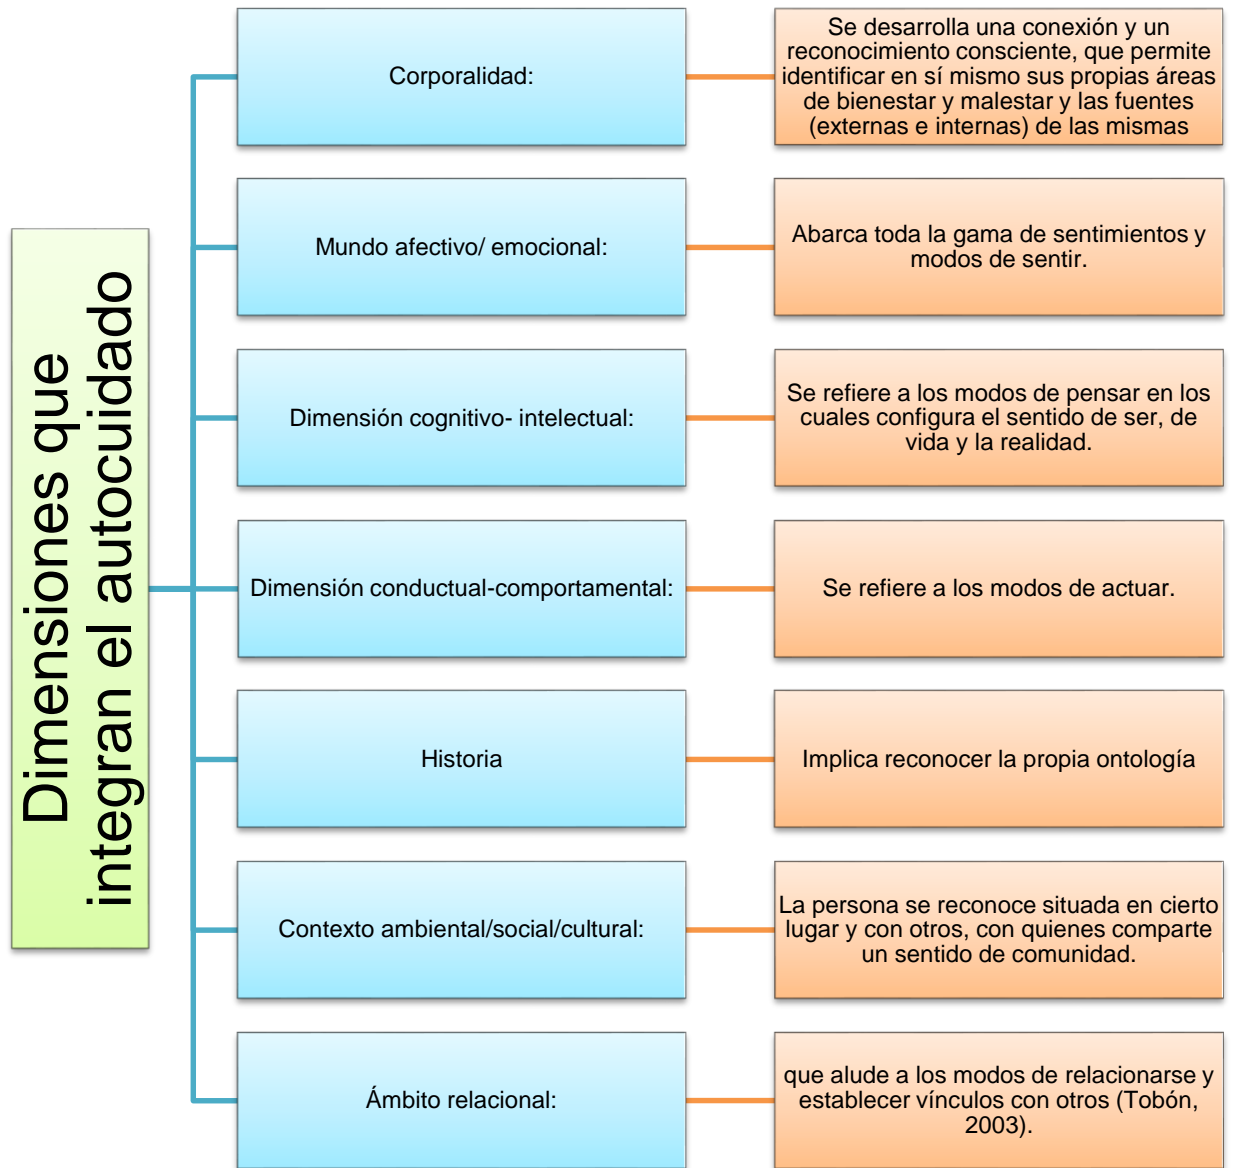 Dimensiones que
integran el autocuidado
Corporalidad:
Se desarrolla una conexión y un
reconocimiento consciente, que permite
identificar en sí mismo sus propias áreas
de bienestar y malestar y las fuentes
(externas e internas) de las mismas
Mundo afectivo/ emocional:
Abarca toda la gama de sentimientos y
modos de sentir.
Dimensión cognitivo- intelectual:
Se refiere a los modos de pensar en los
cuales configura el sentido de ser, de
vida y la realidad.
Dimensión conductual-comportamental:
Se refiere a los modos de actuar.
Historia
Implica reconocer la propia ontología
Contexto ambiental/social/cultural:
La persona se reconoce situada en cierto
lugar y con otros, con quienes comparte
un sentido de comunidad.
Ámbito relacional:
que alude a los modos de relacionarse y
establecer vínculos con otros (Tobón,
2003).